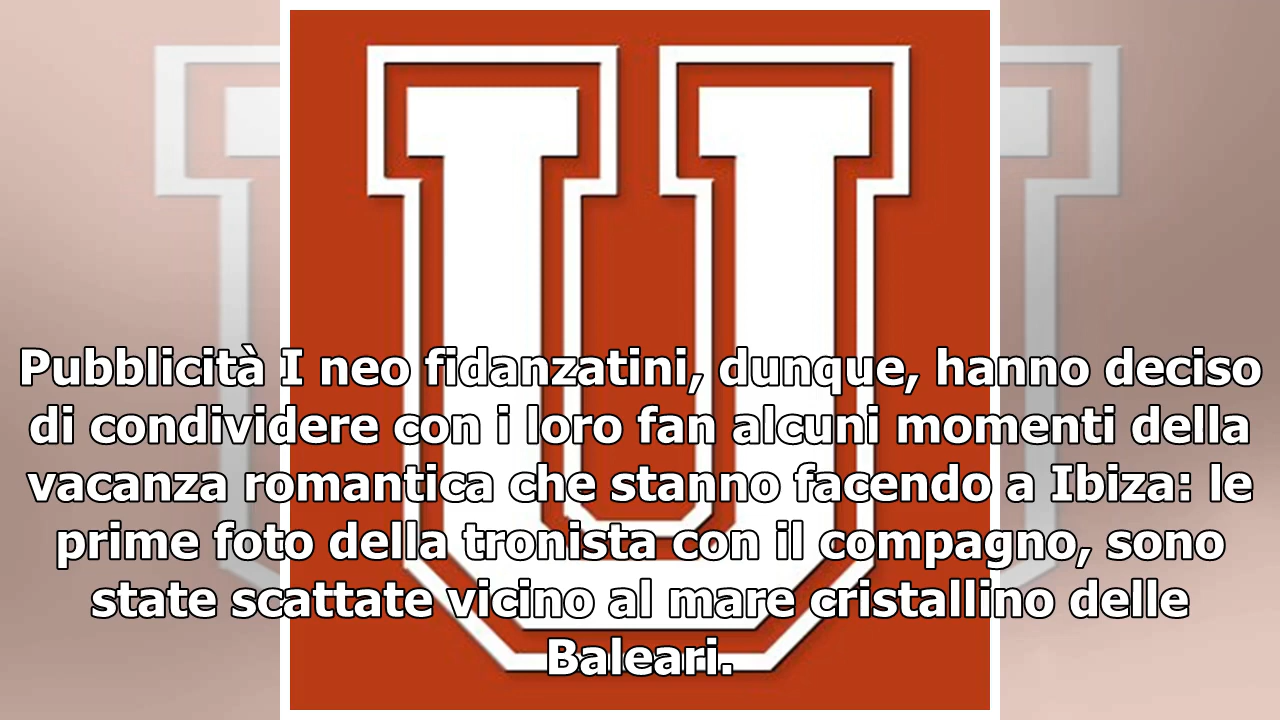 U
Pubblicità I neo fidanzatini, dunque, hanno deciso
di condividere con i loro fan alcuni momenti della
vacanza romantica che stanno facendo a Ibiza: le
prime foto della tronista con il compagno, sono
state scattate vicino al mare cristallino delle
Baleari.